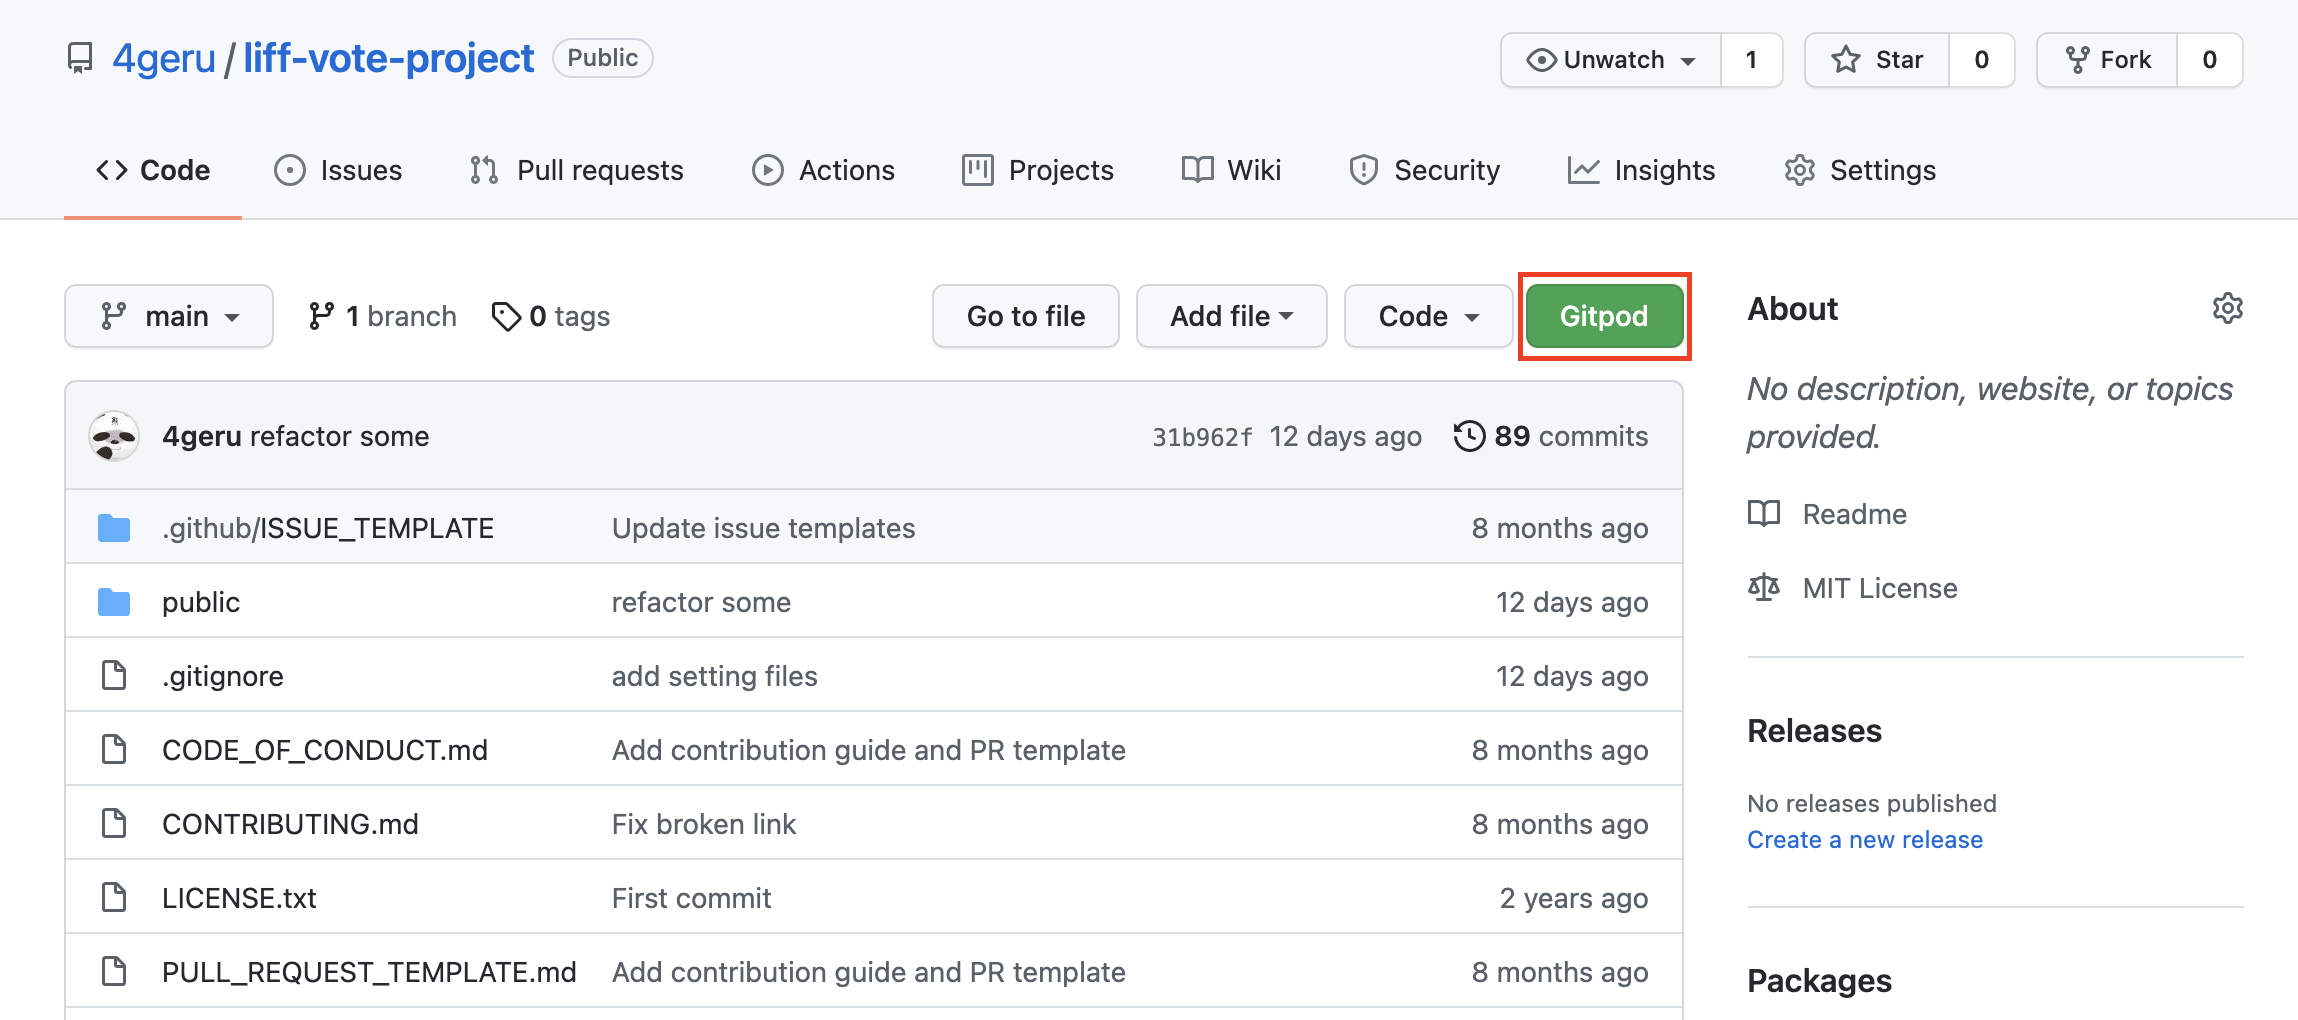 4geru / liff-vote-project Public Unwatch 1 Star 0 Fork 0
Code Issues Pull requests Actions Projects Wiki Security Insights Settings
main 1 branch 0 tags Go to file Add file Code Gitpod
4geru refactor some 31b962f 12 days ago 89 commits
.github/ISSUE_TEMPLATE Update issue templates 8 months ago
public refactor some 12 days ago
.gitignore add setting files 12 days ago
CODE_OF_CONDUCT.md Add contribution guide and PR template 8 months ago
CONTRIBUTING.md Fix broken link 8 months ago
LICENSE.txt First commit 2 years ago
PULL_REQUEST_TEMPLATE.md Add contribution guide and PR template 8 months ago
About
No description, website, or topics
provided.
Readme
MIT License
Releases
No releases published
Create a new release
Packages